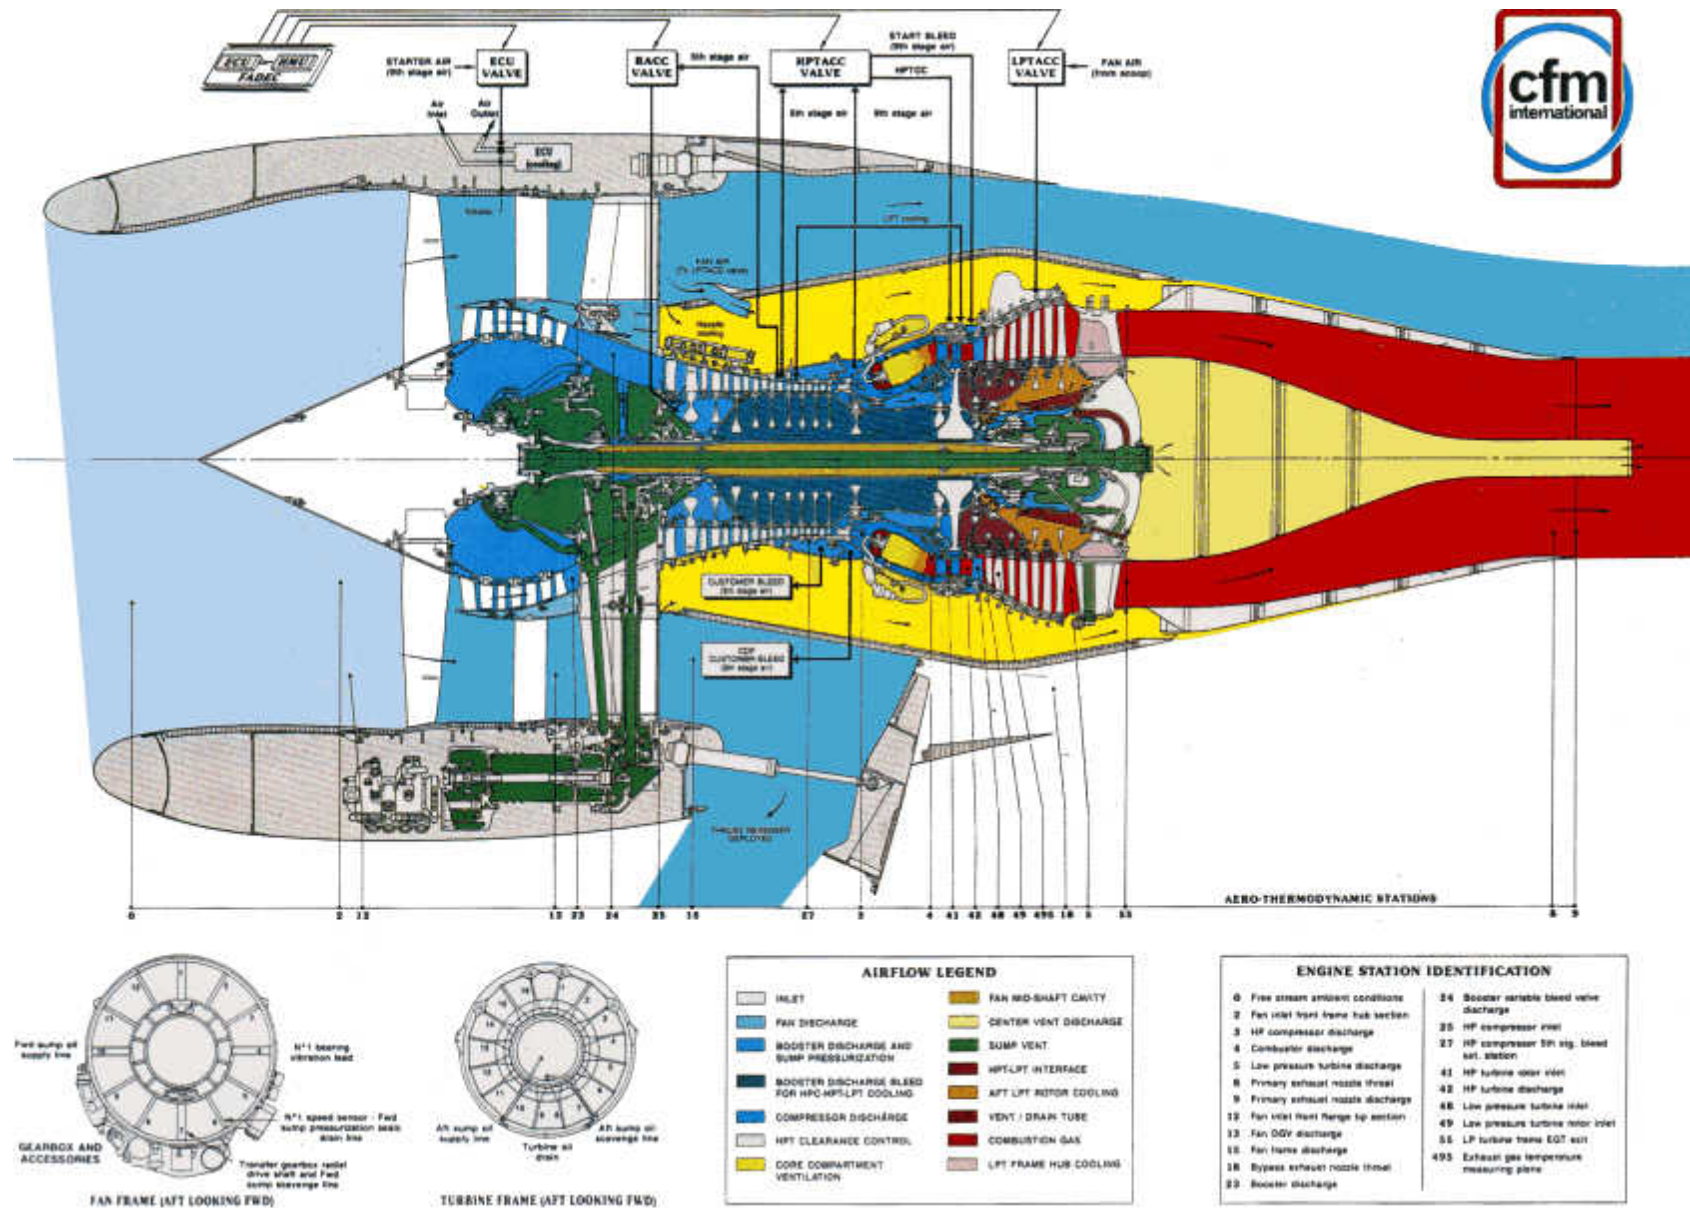 ECU
HMU
FADEC
STARTER AIR
(9th stage air)
ECU
VALVE
BACC
VALVE
5th stage air
HPTACC
VALVE
START BLEED
(9th stage air)
HPTCC
LPTACC
VALVE
FAN AIR
(from scoop)
cfm
international
Air
Inlet
Air
Outlet
5th stage air
9th stage air
ECU
(cooling)
LPT cooling
FAN AIR
Nacelle
cooling
CUSTOMER BLEED
(5th stage air)
CDP
CUSTOMER BLEED
(9th stage air)
THRUST REVERSER
DEPLOYED
AERO-THERMODYNAMIC STATIONS
0 2 12 13 23 24 25 27 3 4 41 42 48 49 495 18 5 55 8 9
AIRFLOW LEGEND
INLET
FAN DISCHARGE
BOOSTER DISCHARGE AND
SUMP PRESSURIZATION
BOOSTER DISCHARGE BLEED
FOR HPC-HPT-LPT COOLING
COMPRESSOR DISCHARGE
HPT CLEARANCE CONTROL
CORE COMPARTMENT
VENTILATION
FAN MID-SHAFT CAVITY
CENTER VENT DISCHARGE
SUMP VENT
HPT-LPT INTERFACE
AFT LPT ROTOR COOLING
VENT / DRAIN TUBE
COMBUSTION GAS
LPT FRAME HUB COOLING
ENGINE STATION IDENTIFICATION
0 Free stream ambient conditions
2 Fan inlet front frame hub section
3 HP compressor discharge
4 Combustor discharge
5 Low pressure turbine discharge
8 Primary exhaust nozzle throat
9 Primary exhaust nozzle discharge
12 Fan inlet front flange tip section
13 Fan OGV discharge
15 Fan frame discharge
18 Bypass exhaust nozzle throat
23 Booster discharge
24 Booster variable bleed valve
discharge
25 HP compressor inlet
27 HP compressor 5th stg. bleed
ext. station
41 HP turbine rotor inlet
42 HP turbine discharge
48 Low pressure turbine inlet
49 Low pressure turbine rotor inlet
55 LP turbine frame EGT exit
495 Exhaust gas temperature
measuring plane
Fwd sump oil
supply line
N°1 bearing
vibration lead
N°1 speed sensor - Fwd
sump pressurization seals
drain line
GEARBOX AND
ACCESSORIES
Transfer gearbox radial
drive shaft and Fwd
sump scavenge line
FAN FRAME (AFT LOOKING FWD)
Aft sump oil
supply line
Turbine oil
drain
Aft sump oil
scavenge line
TURBINE FRAME (AFT LOOKING FWD)